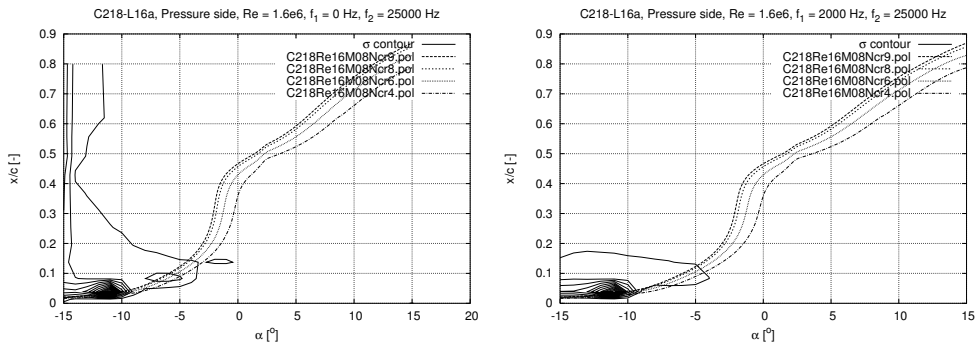 C218-L16a, Pressure side, Re = 1.6e6, f1 = 0 Hz, f2 = 25000 Hz
0.9
0.8
0.7
0.6
0.5
0.4
0.3
0.2
0.1
0
x/c [-]
σ contour
C218Re16M08Ncr9.pol
C218Re16M08Ncr8.pol
C218Re16M08Ncr6.pol
C218Re16M08Ncr4.pol
-15 -10 -5 0 5 10 15 20
α [°]
C218-L16a, Pressure side, Re = 1.6e6, f1 = 2000 Hz, f2 = 25000 Hz
0.9
0.8
0.7
0.6
0.5
0.4
0.3
0.2
0.1
0
x/c [-]
σ contour
C218Re16M08Ncr9.pol
C218Re16M08Ncr8.pol
C218Re16M08Ncr6.pol
C218Re16M08Ncr4.pol
-15 -10 -5 0 5 10 15
α [°]